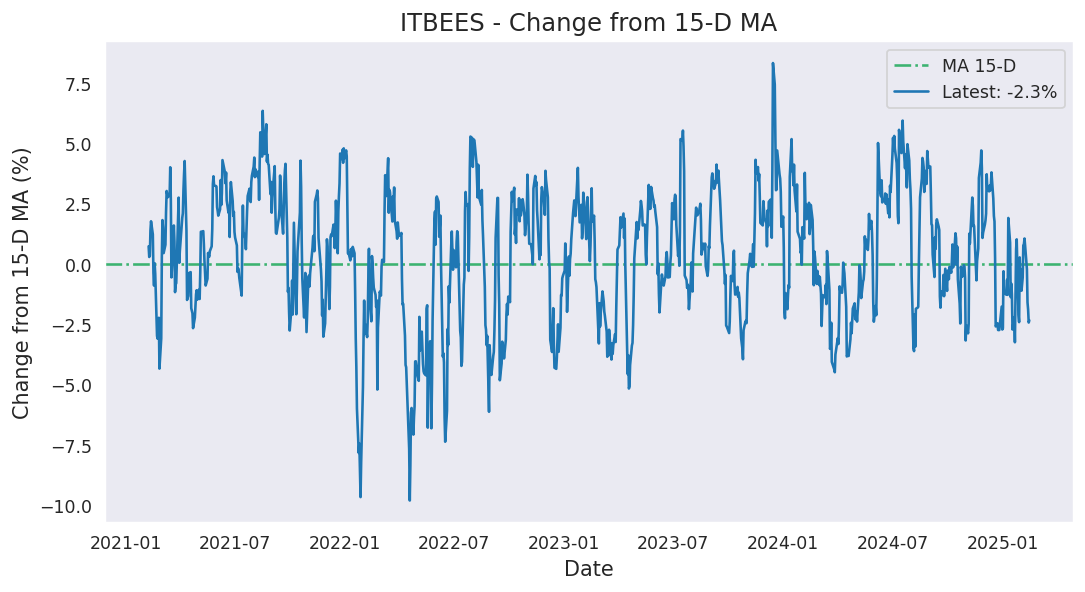 ITBEES - Change from 15-D MA
MA 15-D
Latest: -2.3%
Change from 15-D MA (%)
7.5
5.0
2.5
0.0
−2.5
−5.0
−7.5
−10.0
2021-01 2021-07 2022-01 2022-07 2023-01 2023-07 2024-01 2024-07 2025-01
Date